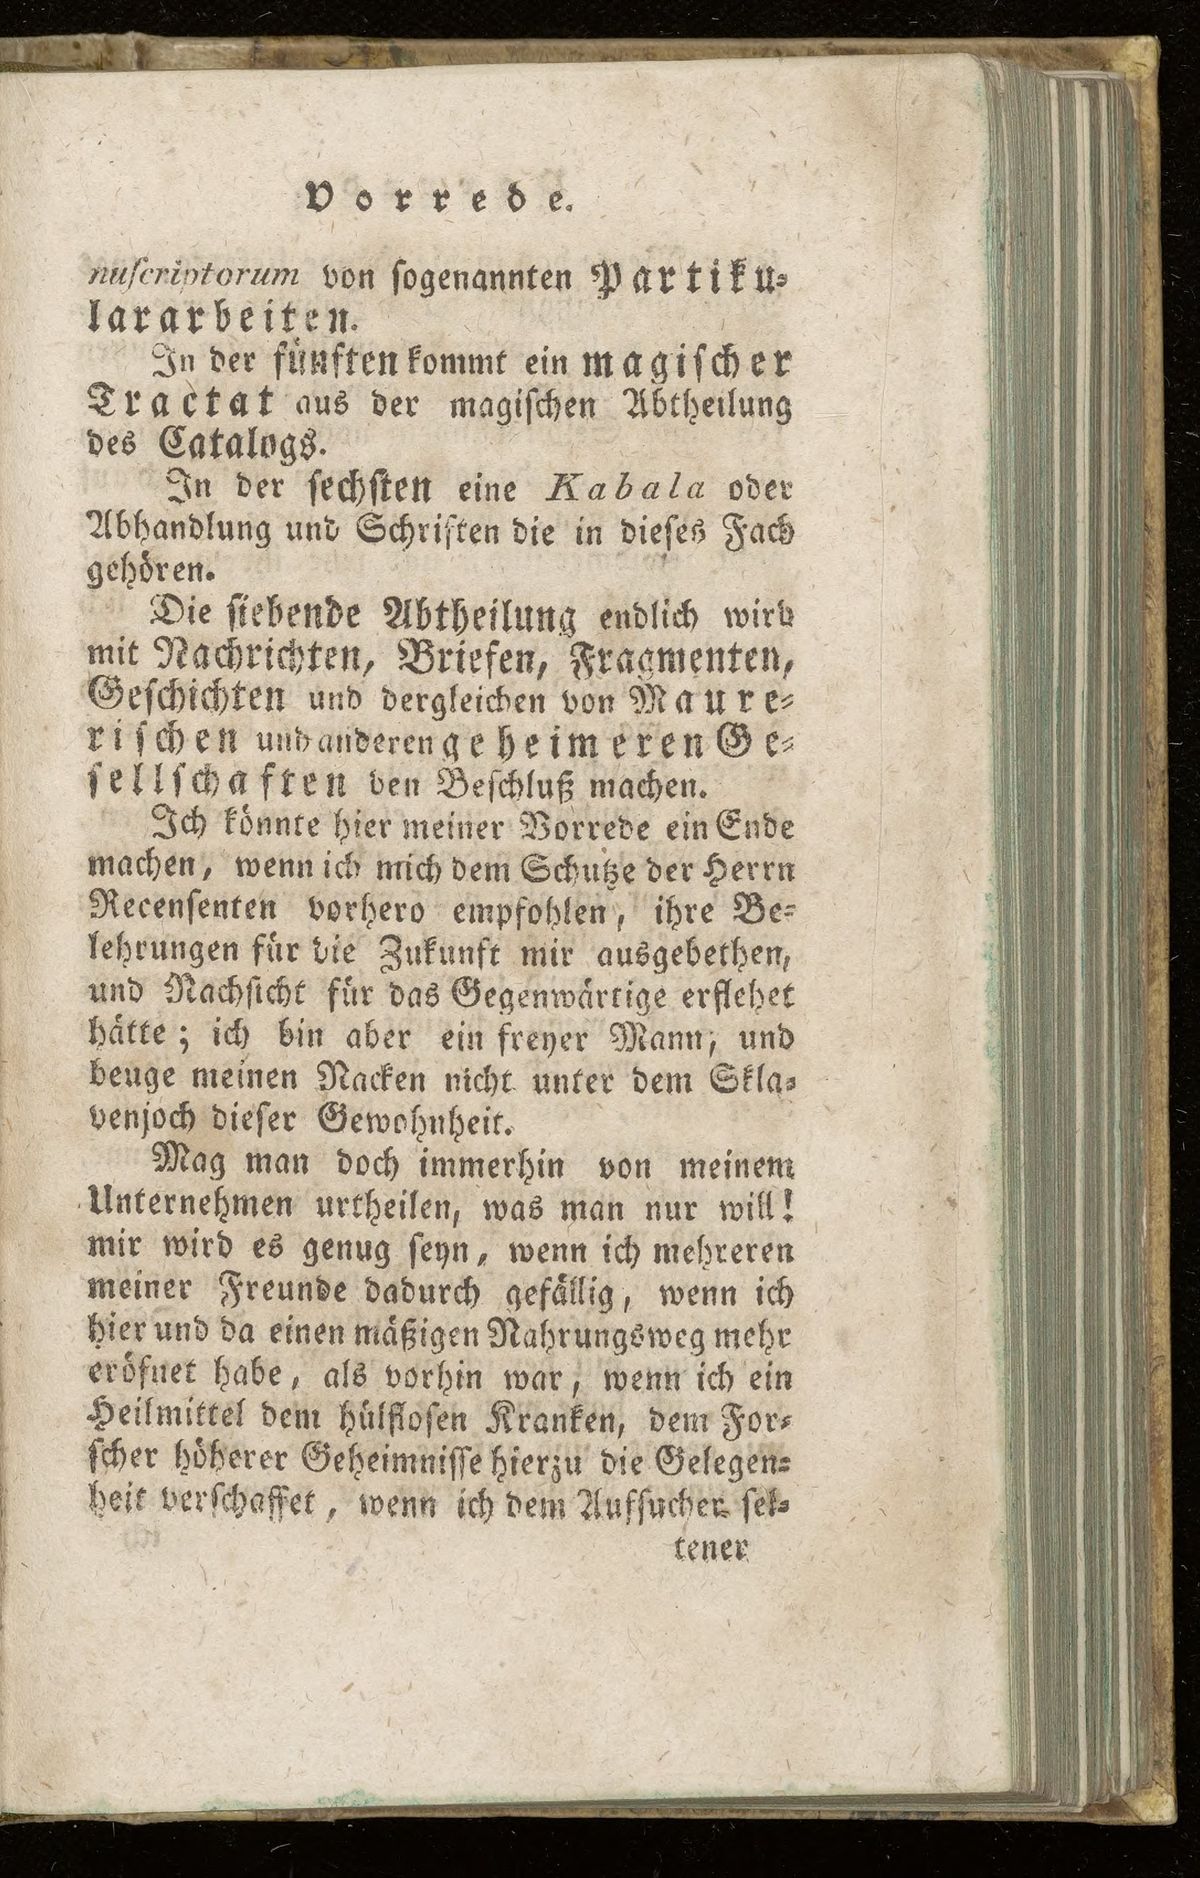 Vorrede.
nuſcriptorum von ſogenannten Partiku⸗
lararbeiten.
In der fünften kommt ein magiſcher
Tractat aus der magiſchen Abtheilung
des Catalogs.
In der ſechſten eine Kabala oder
Abhandlung und Schriften die in dieſes Fach
gehören.
Die ſiebende Abtheilung endlich wird
mit Nachrichten, Briefen, Fragmenten,
Geſchichten und dergleichen von Maure⸗
riſchen und anderen geheimeren Ge⸗
ſellſchaften den Beſchluß machen.
Ich könnte hier meiner Vorrede ein Ende
machen, wenn ich mich dem Schutze der Herrn
Recenſenten vorhero empfohlen, ihre Be⸗
lehrungen für die Zukunft mir ausgebethen,
und Nachſicht für das Gegenwärtige erflehet
hätte; ich bin aber ein freyer Mann, und
beuge meinen Nacken nicht unter dem Skla⸗
venjoch dieſer Gewohnheit.
Mag man doch immerhin von meinem
Unternehmen urtheilen, was man nur will!
mir wird es genug ſeyn, wenn ich mehreren
meiner Freunde dadurch gefällig, wenn ich
hier und da einen mäßigen Nahrungsweg mehr
eröfnet habe, als vorhin war, wenn ich ein
Heilmittel dem hülfloſen Kranken, dem For⸗
ſcher höherer Geheimniſſe hierzu die Gelegen⸗
heit verſchaffet, wenn ich dem Aufſucher ſel⸗
tener